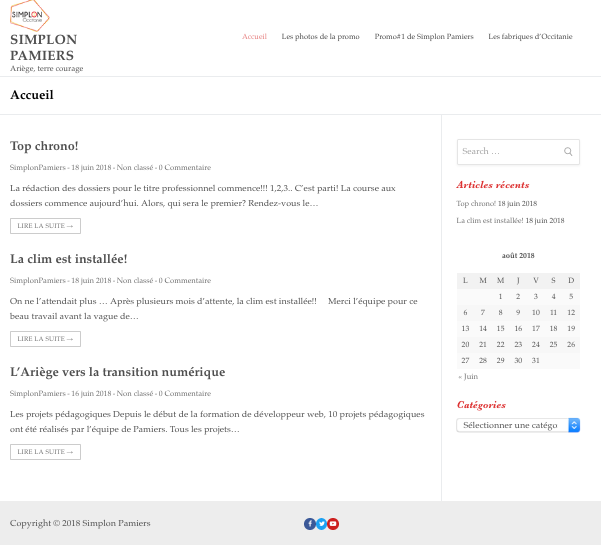 SIMPLON
Occitanie
SIMPLON
PAMIERS
Ariège, terre courage
Accueil
Les photos de la promo
Promo#1 de Simplon Pamiers
Les fabriques d'Occitanie
Accueil
Top chrono!
SimplonPamiers - 18 juin 2018 - Non classé - 0 Commentaire
La rédaction des dossiers pour le titre professionnel commence!!! 1,2,3.. C'est parti! La course aux
dossiers commence aujourd'hui. Alors, qui sera le premier? Rendez-vous le…
LIRE LA SUITE →
La clim est installée!
SimplonPamiers - 18 juin 2018 - Non classé - 0 Commentaire
On ne l'attendait plus … Après plusieurs mois d'attente, la clim est installée!! Merci l'équipe pour ce
beau travail avant la vague de…
LIRE LA SUITE →
L'Ariège vers la transition numérique
SimplonPamiers - 16 juin 2018 - Non classé - 0 Commentaire
Les projets pédagogiques Depuis le début de la formation de développeur web, 10 projets pédagogiques
ont été réalisés par l'équipe de Pamiers. Tous les projets…
LIRE LA SUITE →
Search …
Articles récents
Top chrono! 18 juin 2018
La clim est installée! 18 juin 2018
août 2018
L M M J V S D
1 2 3 4 5
6 7 8 9 10 11 12
13 14 15 16 17 18 19
20 21 22 23 24 25 26
27 28 29 30 31
« Juin
Catégories
Sélectionner une catégo
Copyright © 2018 Simplon Pamiers